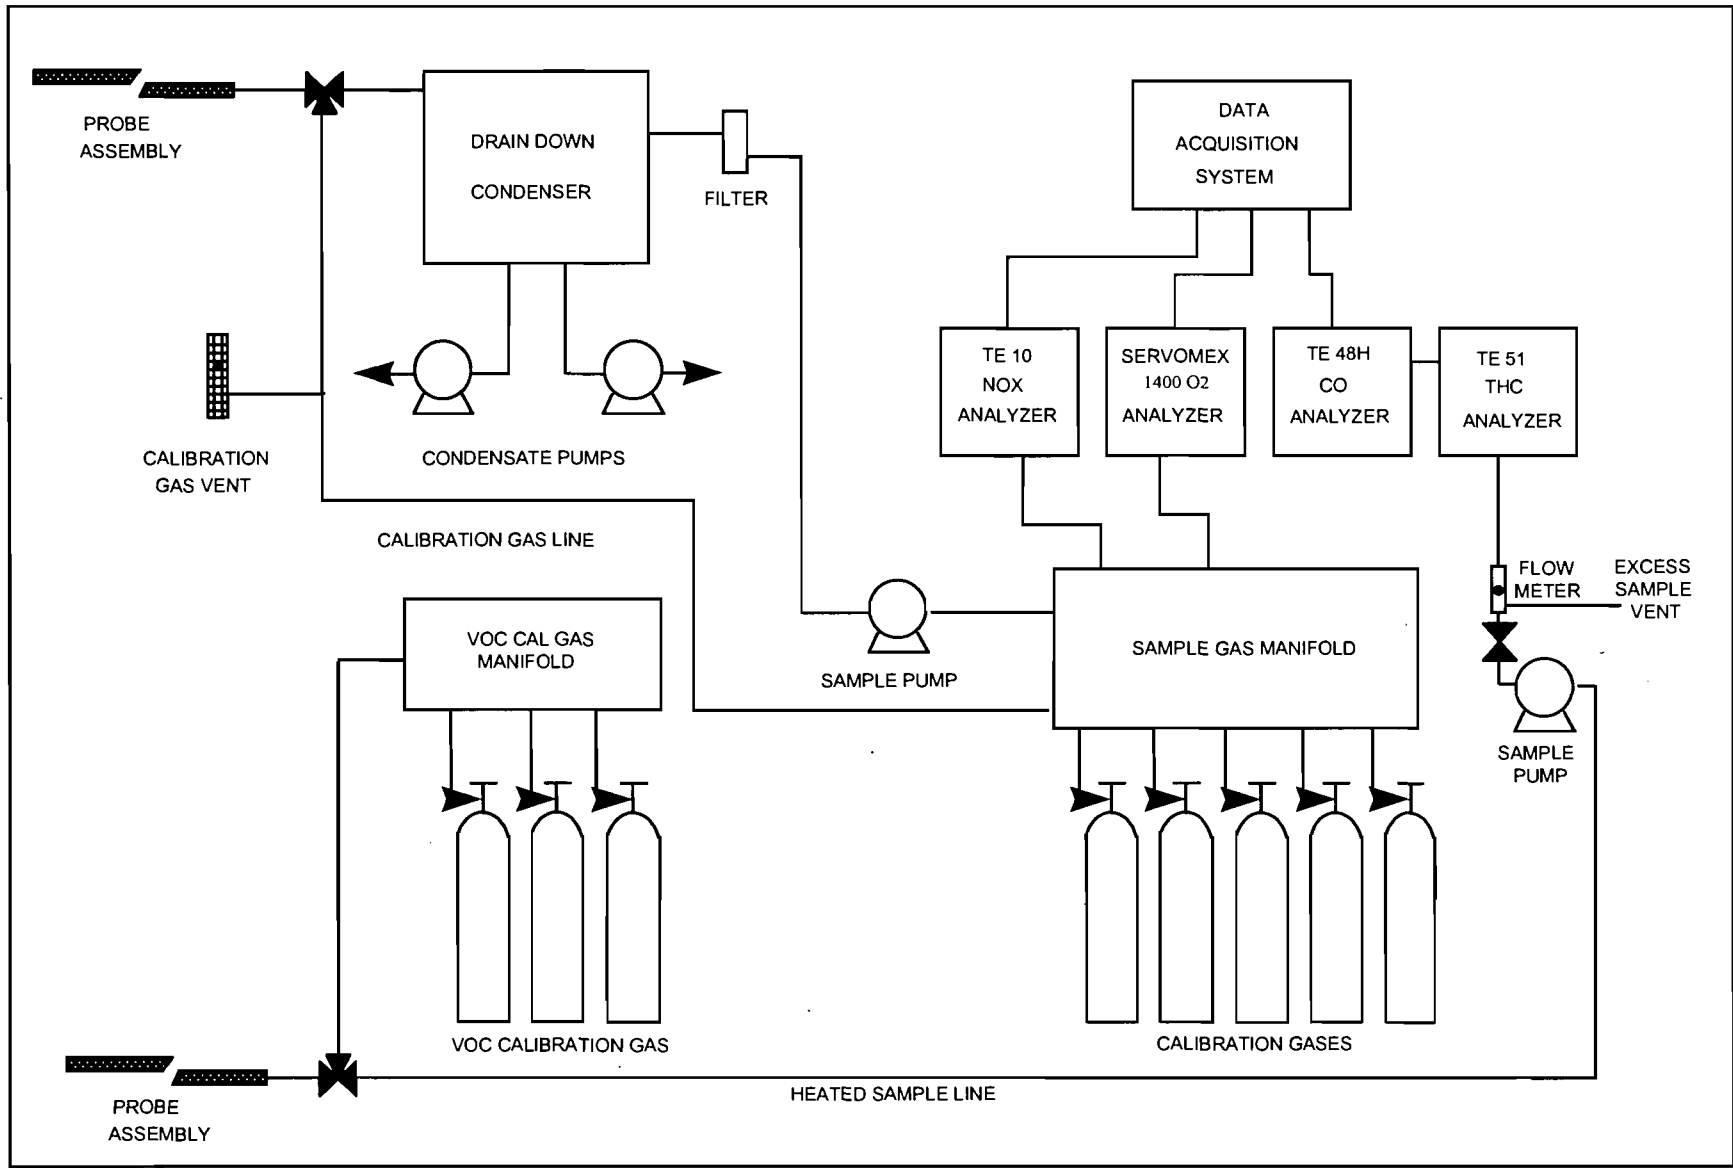 PROBE
ASSEMBLY
DRAIN DOWN
CONDENSER
FILTER
DATA
ACQUISITION
SYSTEM
TE 10
NOX
ANALYZER
SERVOMEX
1400 O2
ANALYZER
TE 48H
CO
ANALYZER
TE 51
THC
ANALYZER
CALIBRATION
GAS VENT
CONDENSATE PUMPS
CALIBRATION GAS LINE
FLOW
METER
EXCESS
SAMPLE
VENT
VOC CAL GAS
MANIFOLD
SAMPLE PUMP
SAMPLE GAS MANIFOLD
SAMPLE
PUMP
VOC CALIBRATION GAS
CALIBRATION GASES
HEATED SAMPLE LINE
PROBE
ASSEMBLY